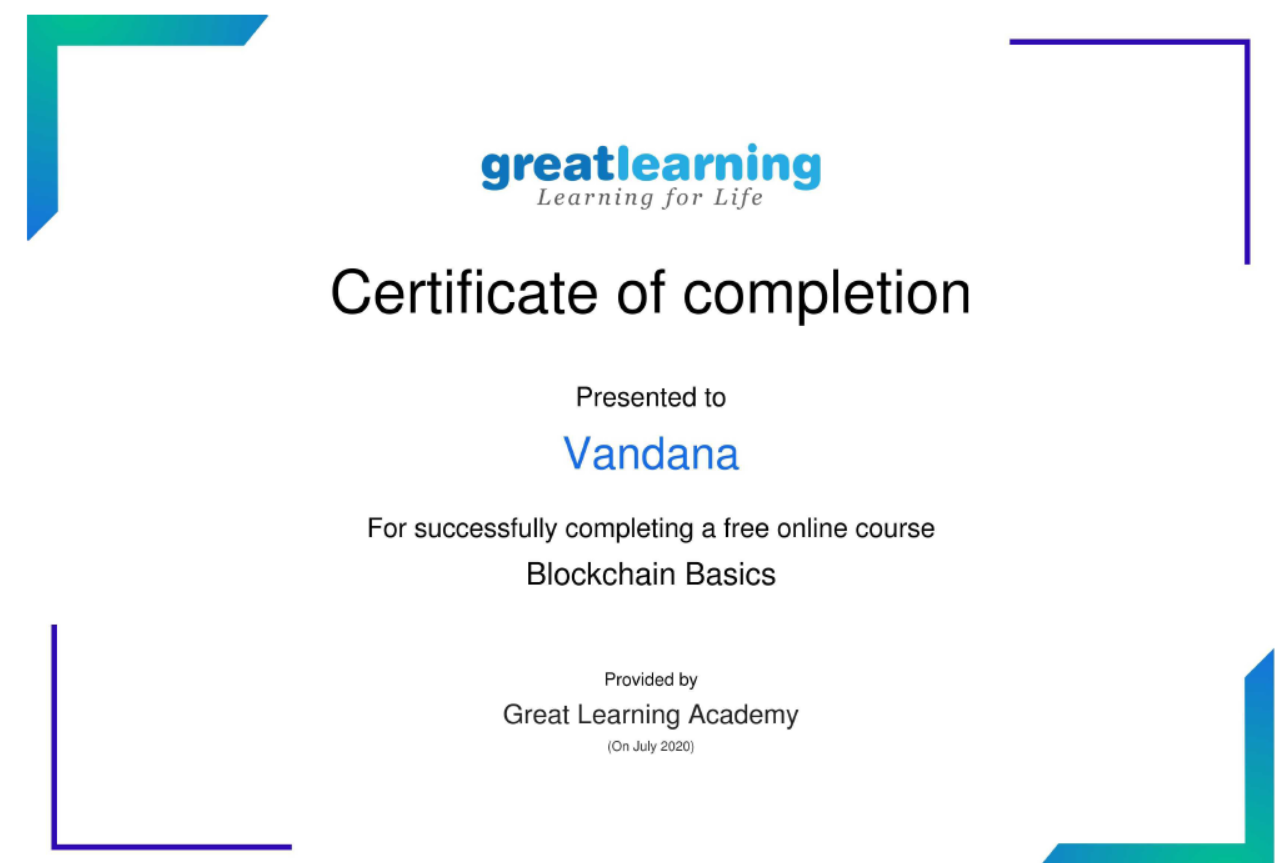 greatlearning
Learning for Life
Certificate of completion
Presented to
Vandana
For successfully completing a free online course
Blockchain Basics
Provided by
Great Learning Academy
(On July 2020)